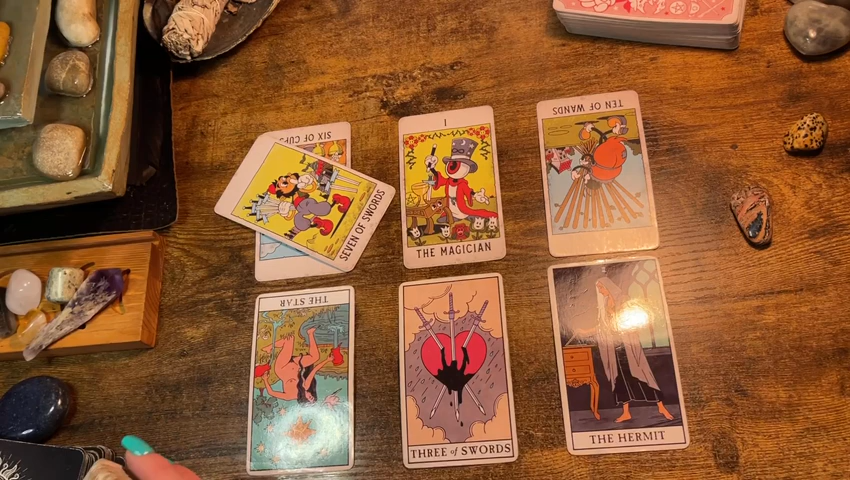 SIX OF CUPS
SEVEN OF SWORDS
I
THE MAGICIAN
TEN OF WANDS
THE STAR
THREE of SWORDS
THE HERMIT